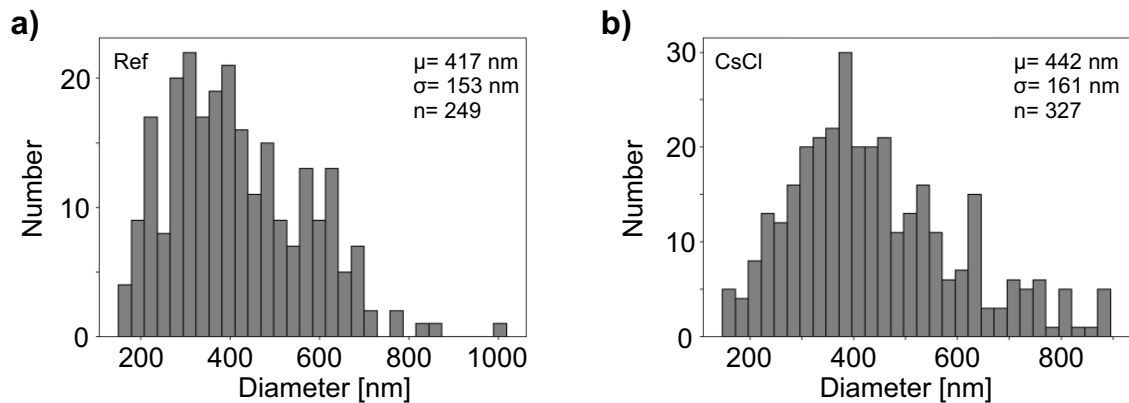 a)
Ref
μ= 417 nm
σ= 153 nm
n= 249
Number
20
10
0
200 400 600 800 1000
Diameter [nm]
b)
CsCl
μ= 442 nm
σ= 161 nm
n= 327
Number
30
20
10
0
200 400 600 800
Diameter [nm]